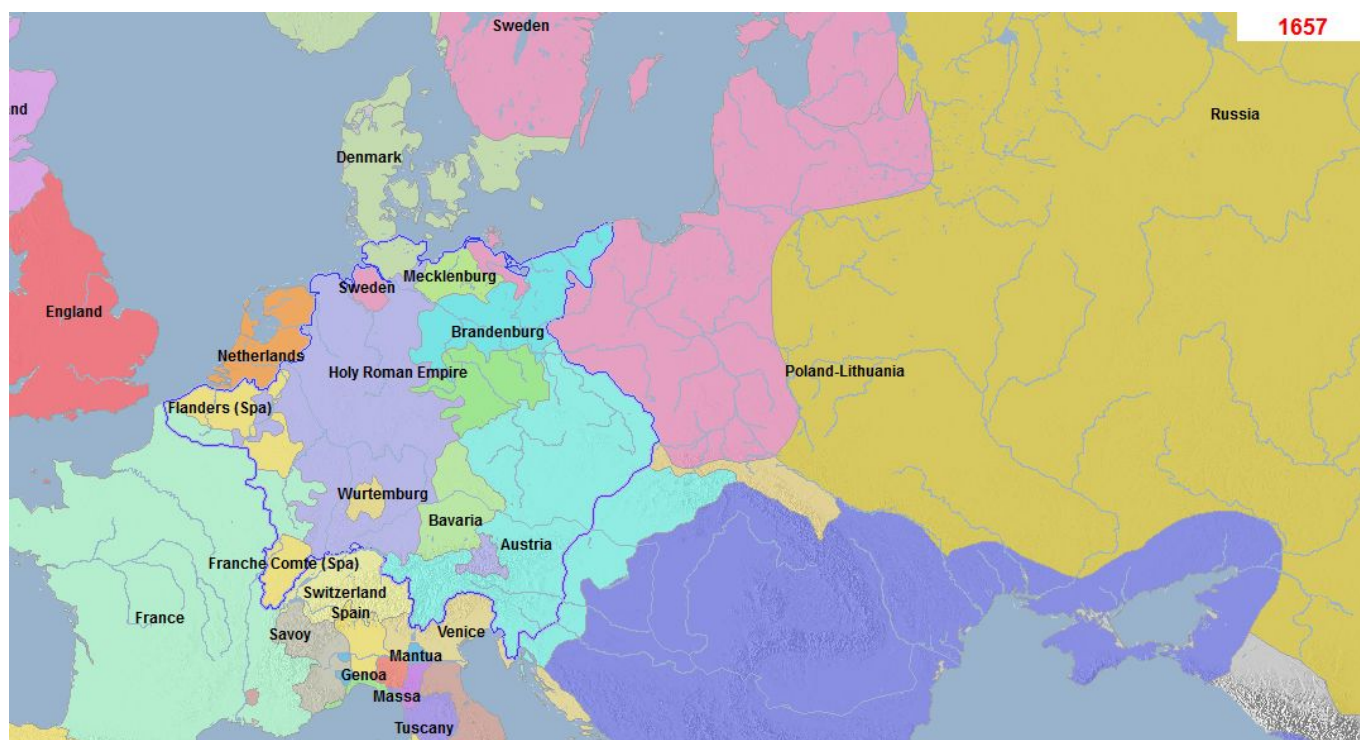 1657
Sweden
nd
Russia
Denmark
Mecklenburg
Sweden
England
Brandenburg
Netherlands
Holy Roman Empire
Poland-Lithuania
Flanders (Spa)
Wurtemburg
Bavaria
Austria
Franche Comte (Spa)
Switzerland
Spain
France
Savoy
Venice
Mantua
Genoa
Massa
Tuscany